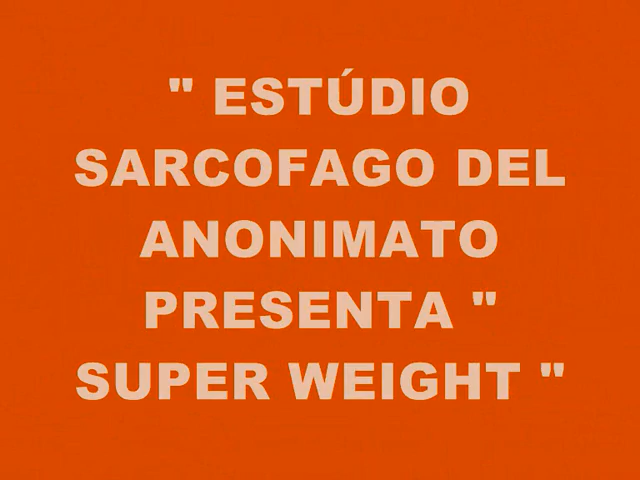 " ESTÚDIO
SARCOFAGO DEL
ANONIMATO
PRESENTA "
SUPER WEIGHT "